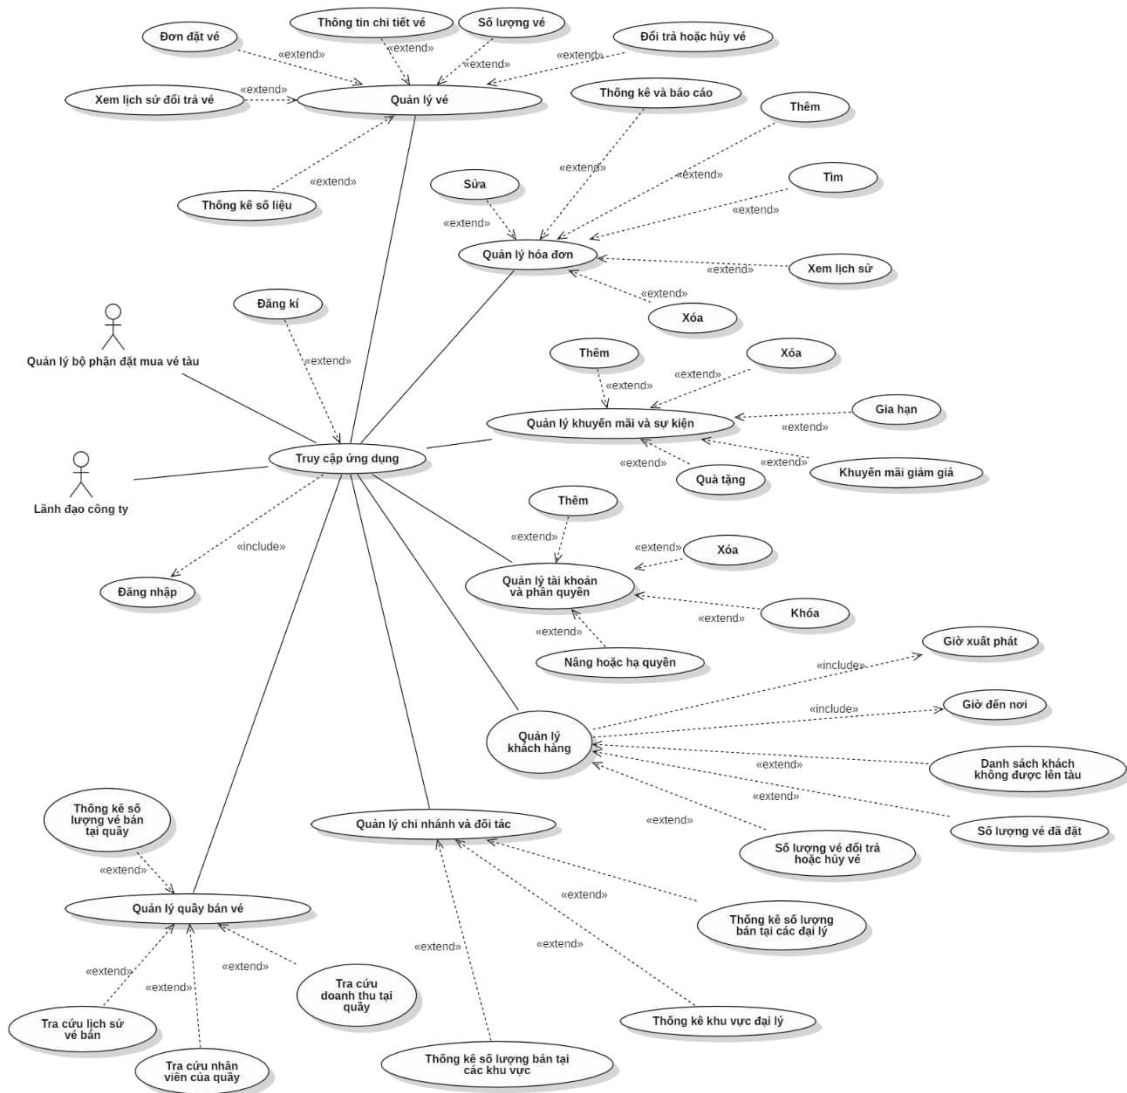 Đơn đặt vé
Thông tin chi tiết vé
Số lượng vé
Đổi trả hoặc hủy vé
«extend»
«extend»
«extend»
«extend»
Xem lịch sử đổi trả vé
«extend»
Quản lý vé
Thống kê và báo cáo
Thêm
«extend»
Thống kế số liệu
Sửa
«extend»
«extend»
Tìm
«extend»
«extend»
Quản lý hóa đơn
Xem lịch sử
«extend»
«extend»
Xóa
Đăng kí
«extend»
Quản lý bộ phận đặt mua vé tàu
Thêm
Xóa
«extend»
«extend»
Quản lý khuyến mãi và sự kiện
Gia hạn
«extend»
«extend»
«extend»
Quà tặng
Khuyến mãi giảm giá
Truy cập ứng dụng
Lãnh đạo công ty
«include»
Đăng nhập
Thêm
«extend»
«extend»
Xóa
Quản lý tài khoản
và phân quyền
Khóa
«extend»
«extend»
Nâng hoặc hạ quyền
Giờ xuất phát
«include»
Giờ đến nơi
«include»
Quản lý
khách hàng
Danh sách khách
không được lên tàu
«extend»
«extend»
Số lượng vé đã đặt
«extend»
Số lượng vé đổi trả
hoặc hủy vé
Thống kê số
lượng vé bán
tại quầy
«extend»
Quản lý chi nhánh và đối tác
«extend»
Thống kế số lượng
bán tại các đại lý
«extend»
«extend»
Thống kế khu vực đại lý
Thống kê số lượng bán tại
các khu vực
Quản lý quầy bán vé
«extend»
«extend»
«extend»
Tra cứu
doanh thu tại
quầy
Tra cứu lịch sử
vé bán
Tra cứu nhân
viên của quầy